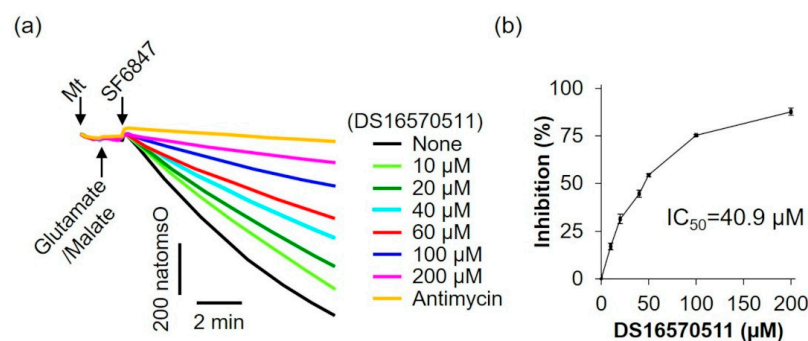 (a)
Mt
SF6847
Glutamate
/Malate
200 natomsO
2 min
(DS16570511)
None
10 µM
20 µM
40 µM
60 µM
100 µM
200 µM
Antimycin
(b)
Inhibition (%)
100
75
50
25
0
IC50=40.9 µM
0 50 100 150 200
DS16570511 (µM)